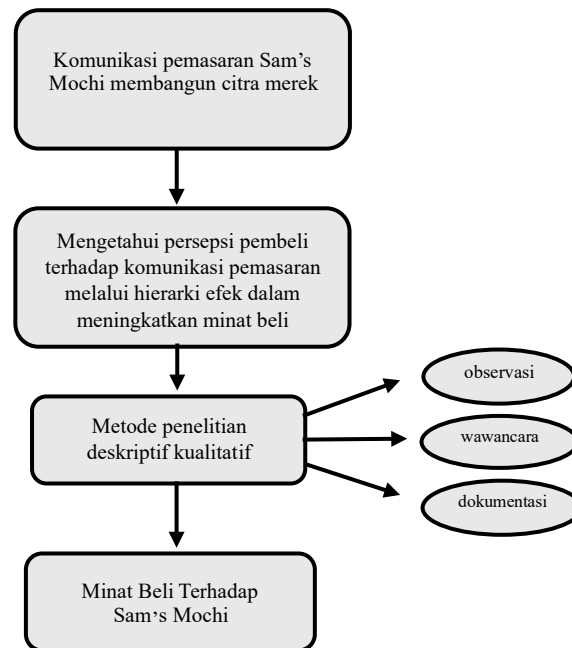 Komunikasi pemasaran Sam’s
Mochi membangun citra merek
Mengetahui persepsi pembeli
terhadap komunikasi pemasaran
melalui hierarki efek dalam
meningkatkan minat beli
Metode penelitian
deskriptif kualitatif
observasi
wawancara
dokumentasi
Minat Beli Terhadap
Sam’s Mochi